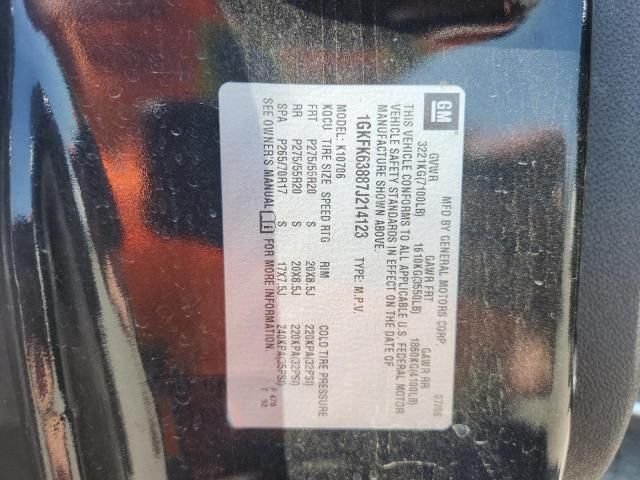 GM
MFD BY GENERAL MOTORS CORP. 07/06
GVWR GAWR FRT GAWR RR
3221KG(7100LB) 1610KG(3550LB) 1860KG(4100LB)
THIS VEHICLE CONFORMS TO ALL APPLICABLE U.S. FEDERAL MOTOR
VEHICLE SAFETY STANDARDS IN EFFECT ON THE DATE OF
MANUFACTURE SHOWN ABOVE.
1GKFK63887J214123 TYPE: M.P.V.
MODEL: K10706
KQCU TIRE SIZE SPEED RTG RIM COLD TIRE PRESSURE
FRT P275/55R20 S 20X8.5J 220KPA(32PSI)
RR P275/55R20 S 20X8.5J 220KPA(32PSI)
SPA P265/70R17 S 17X7.5J 240KPA(35PSI)
SEE OWNER'S MANUAL i FOR MORE INFORMATION. F 470
T 92